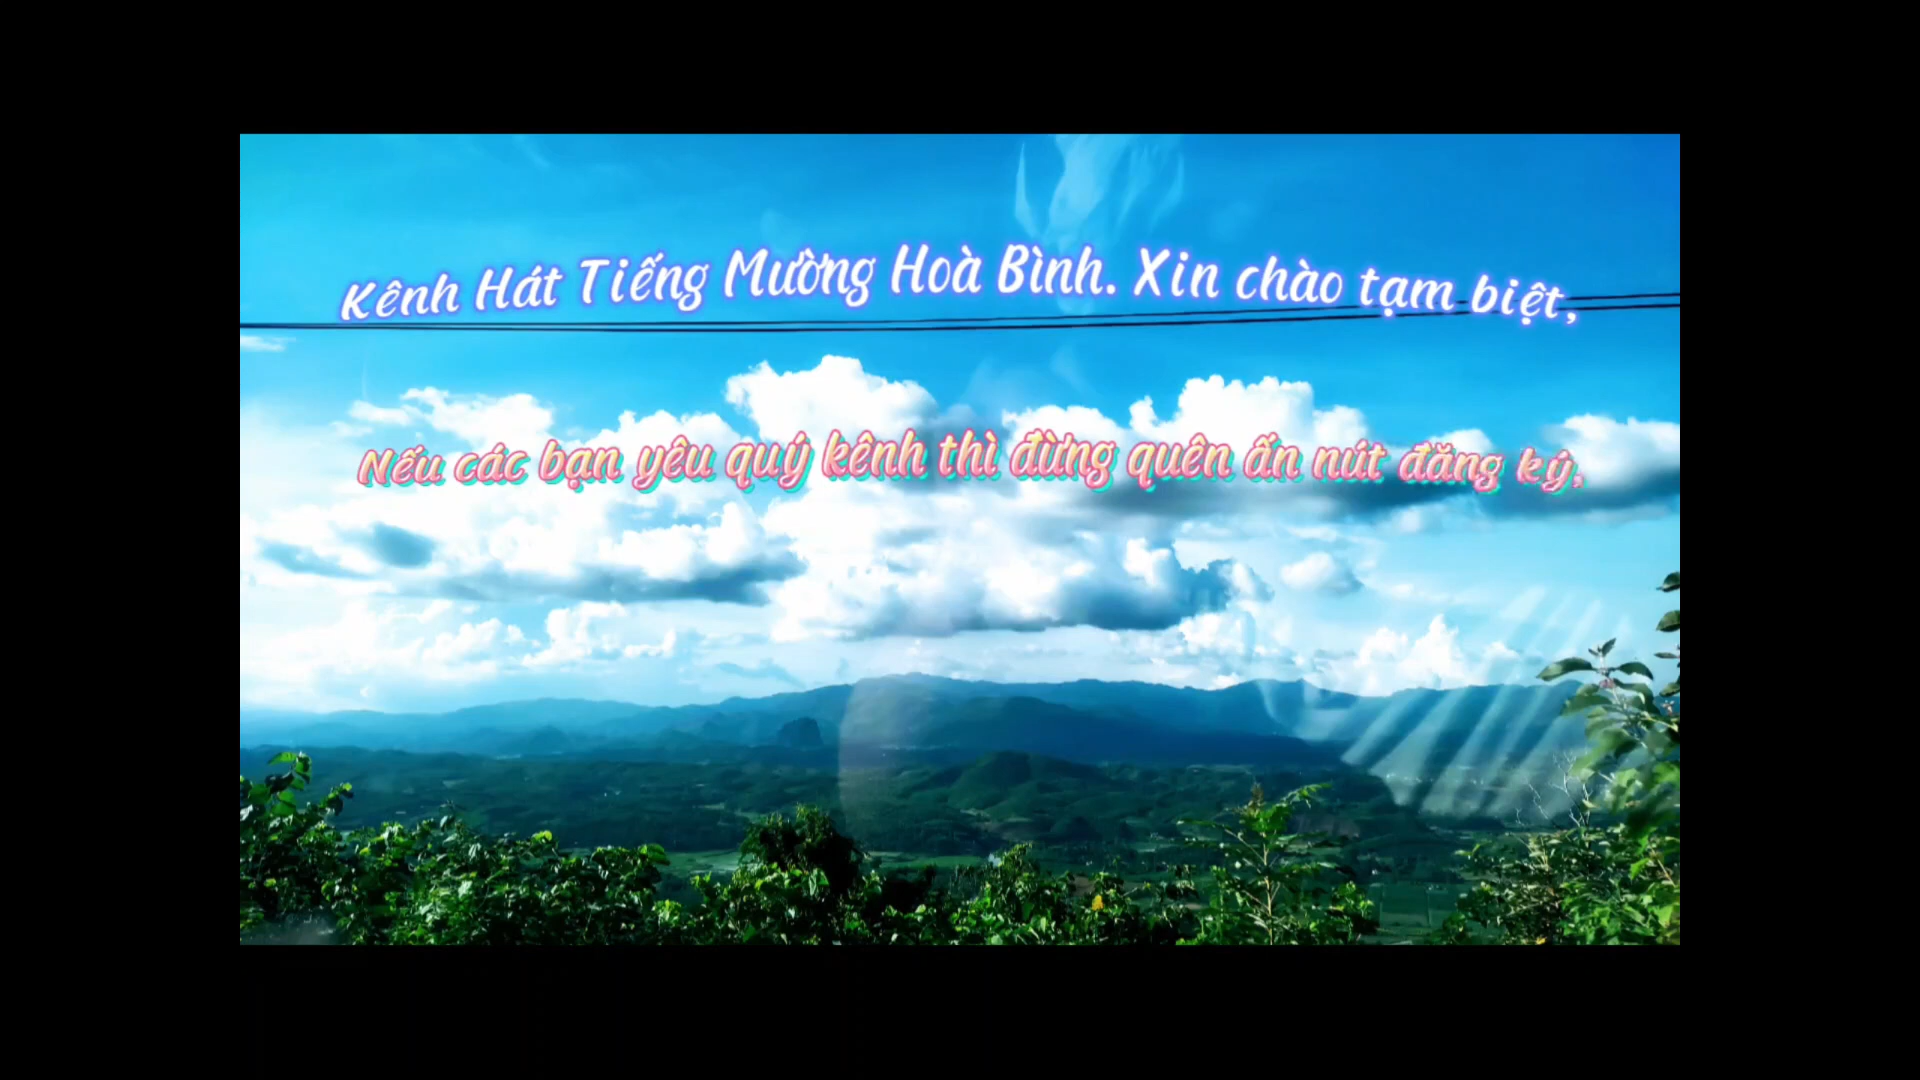 Kênh Hát Tiếng Mường Hoà Bình. Xin chào tạm biệt,
Nếu các bạn yêu quý kênh thì đừng quên ấn nút đăng ký,